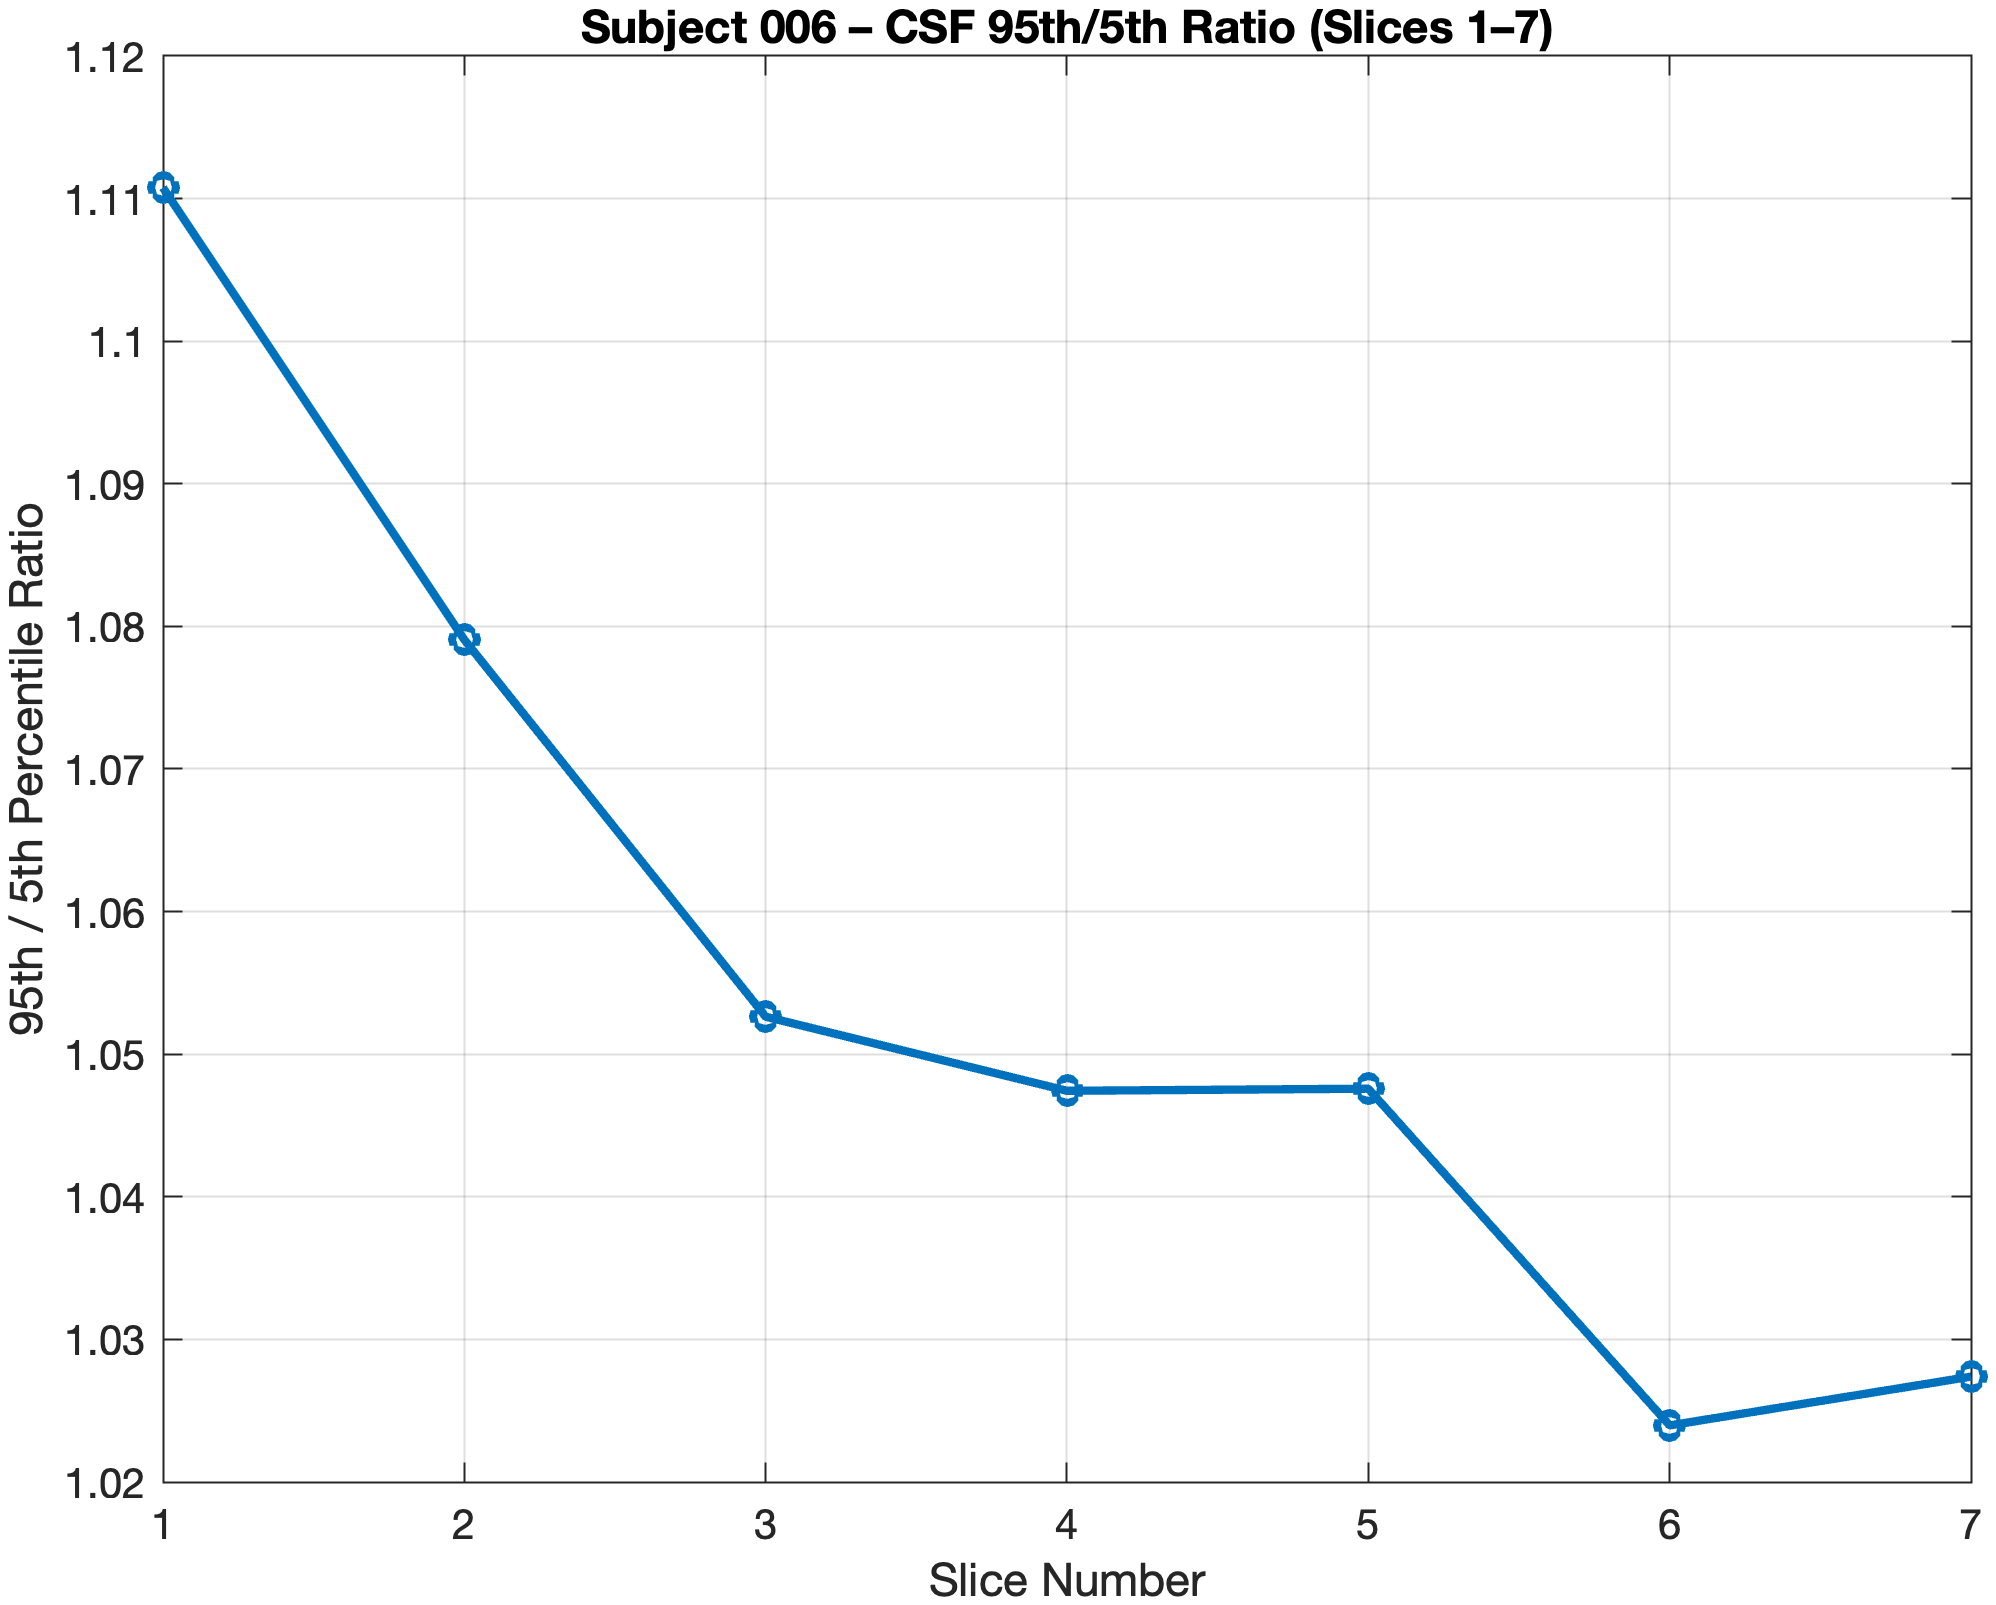 Subject 006 – CSF 95th/5th Ratio (Slices 1–7)
95th / 5th Percentile Ratio
1.12
1.11
1.1
1.09
1.08
1.07
1.06
1.05
1.04
1.03
1.02
1 2 3 4 5 6 7
Slice Number